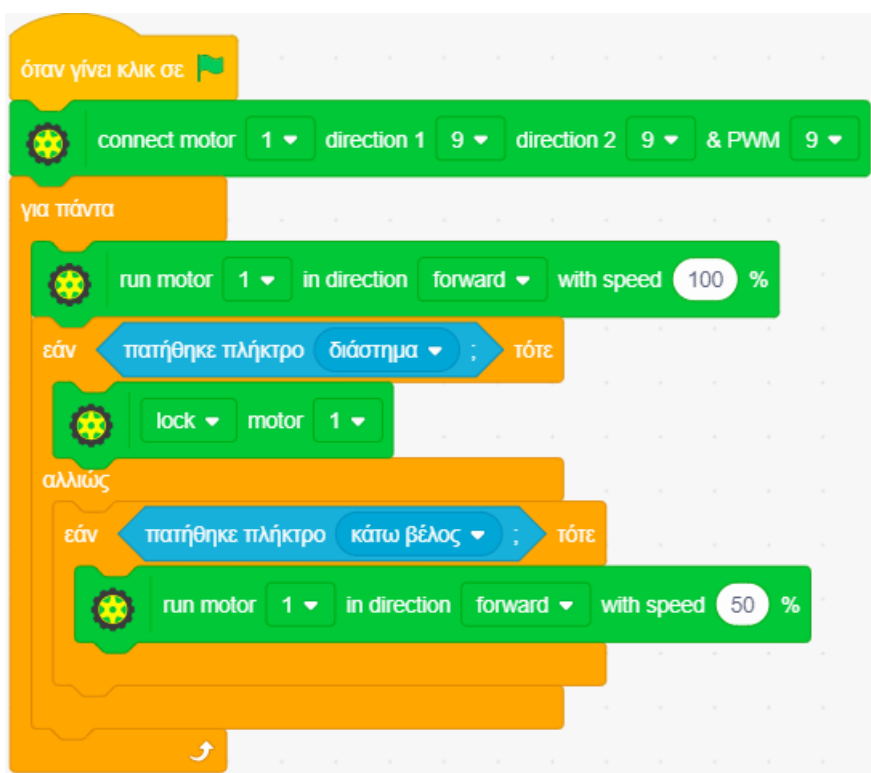 όταν γίνει κλικ σε
connect motor 1 direction 1 9 direction 2 9 & PWM 9
για πάντα
run motor 1 in direction forward with speed 100 %
εάν πατήθηκε πλήκτρο διάστημα ; τότε
lock motor 1
αλλιώς
εάν πατήθηκε πλήκτρο κάτω βέλος ; τότε
run motor 1 in direction forward with speed 50 %